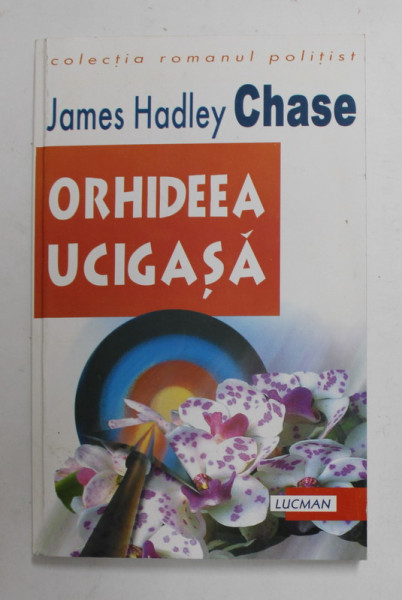 colecția romanul polițist
James Hadley Chase
ORHIDEEA
UCIGAȘĂ
LUCMAN